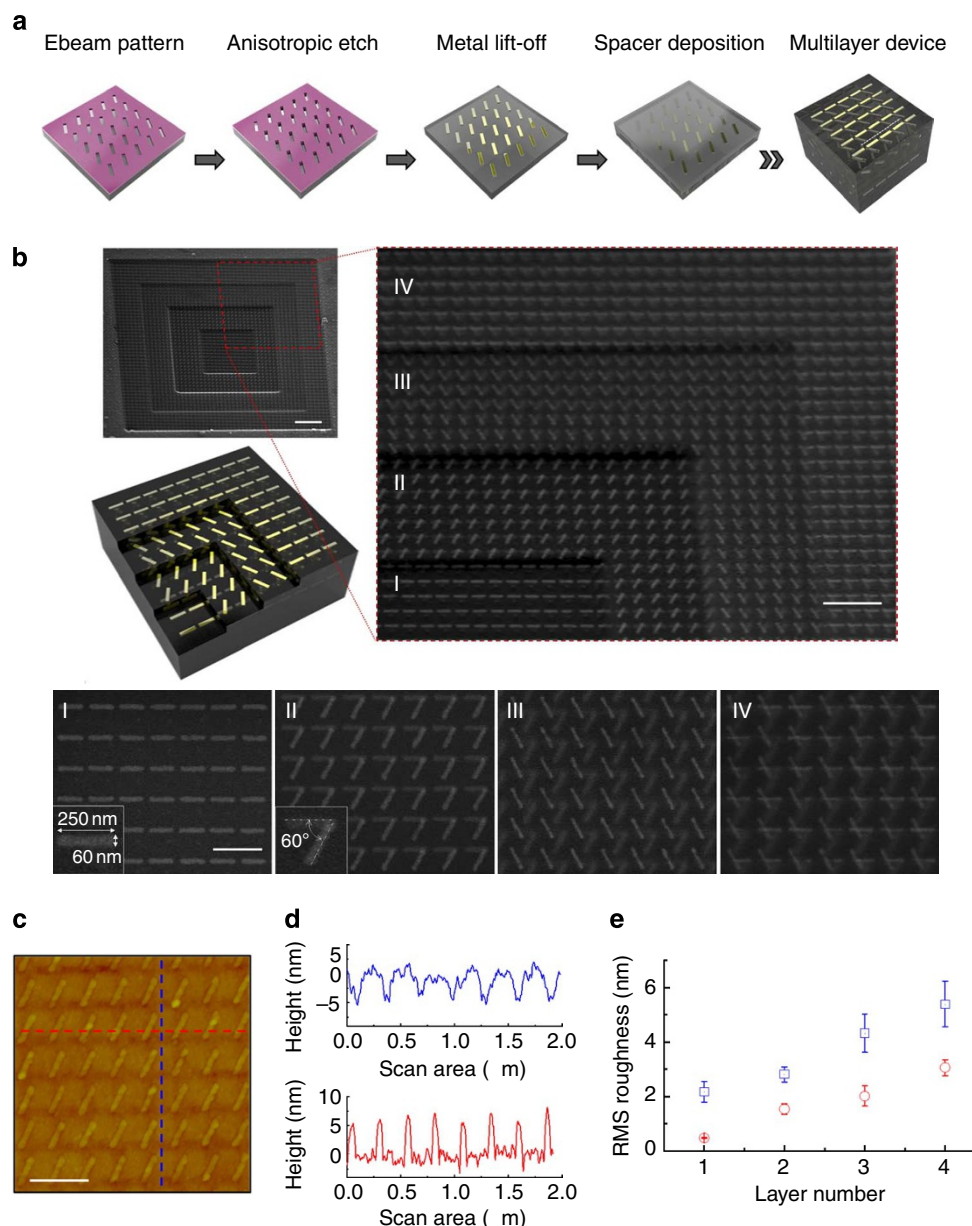 a
Ebeam pattern Anisotropic etch Metal lift-off Spacer deposition Multilayer device
b
IV
III
II
I
I II III IV
250 nm
60 nm
60°
c d e
5
0
–5
Height (nm)
0.0 0.5 1.0 1.5 2.0
Scan area ( m)
10
5
0
Height (nm)
0.0 0.5 1.0 1.5 2.0
Scan area ( m)
6
4
2
0
RMS roughness (nm)
1 2 3 4
Layer number